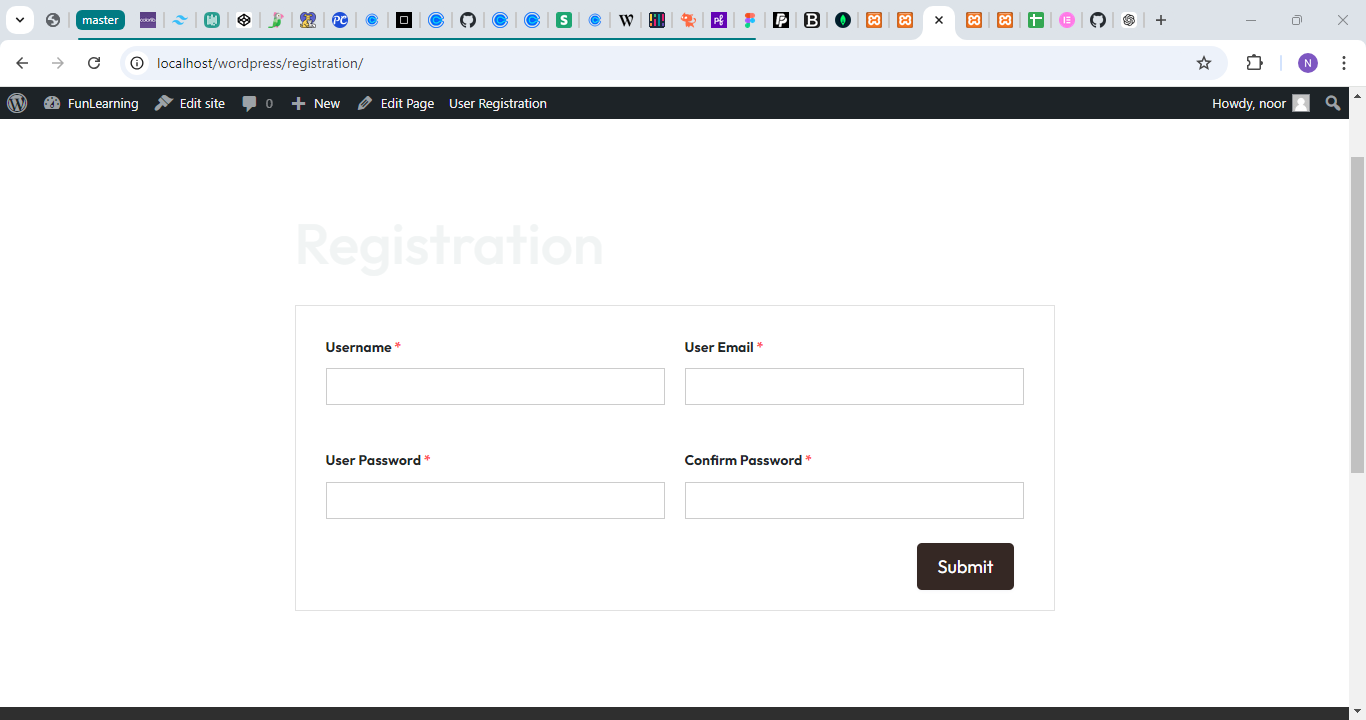 master
localhost/wordpress/registration/
N
FunLearning Edit site 0 New Edit Page User Registration Howdy, noor
Registration
Username * User Email *
User Password * Confirm Password *
Submit